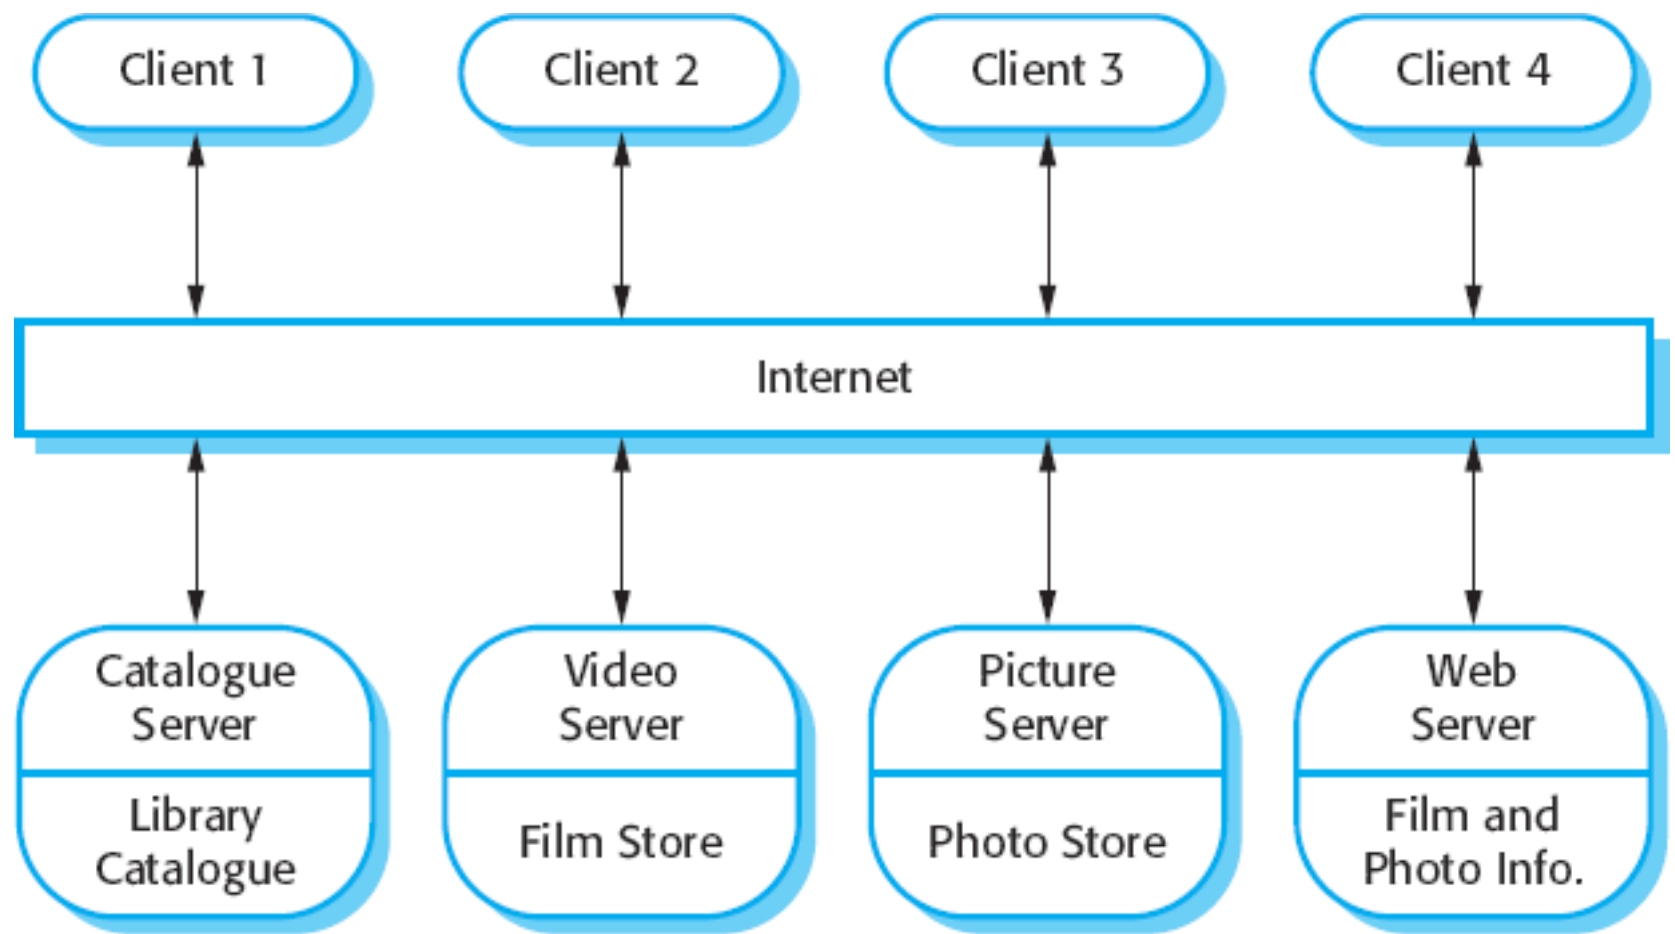 Client 1
Client 2
Client 3
Client 4
Internet
Catalogue
Server
Library
Catalogue
Video
Server
Film Store
Picture
Server
Photo Store
Web
Server
Film and
Photo Info.